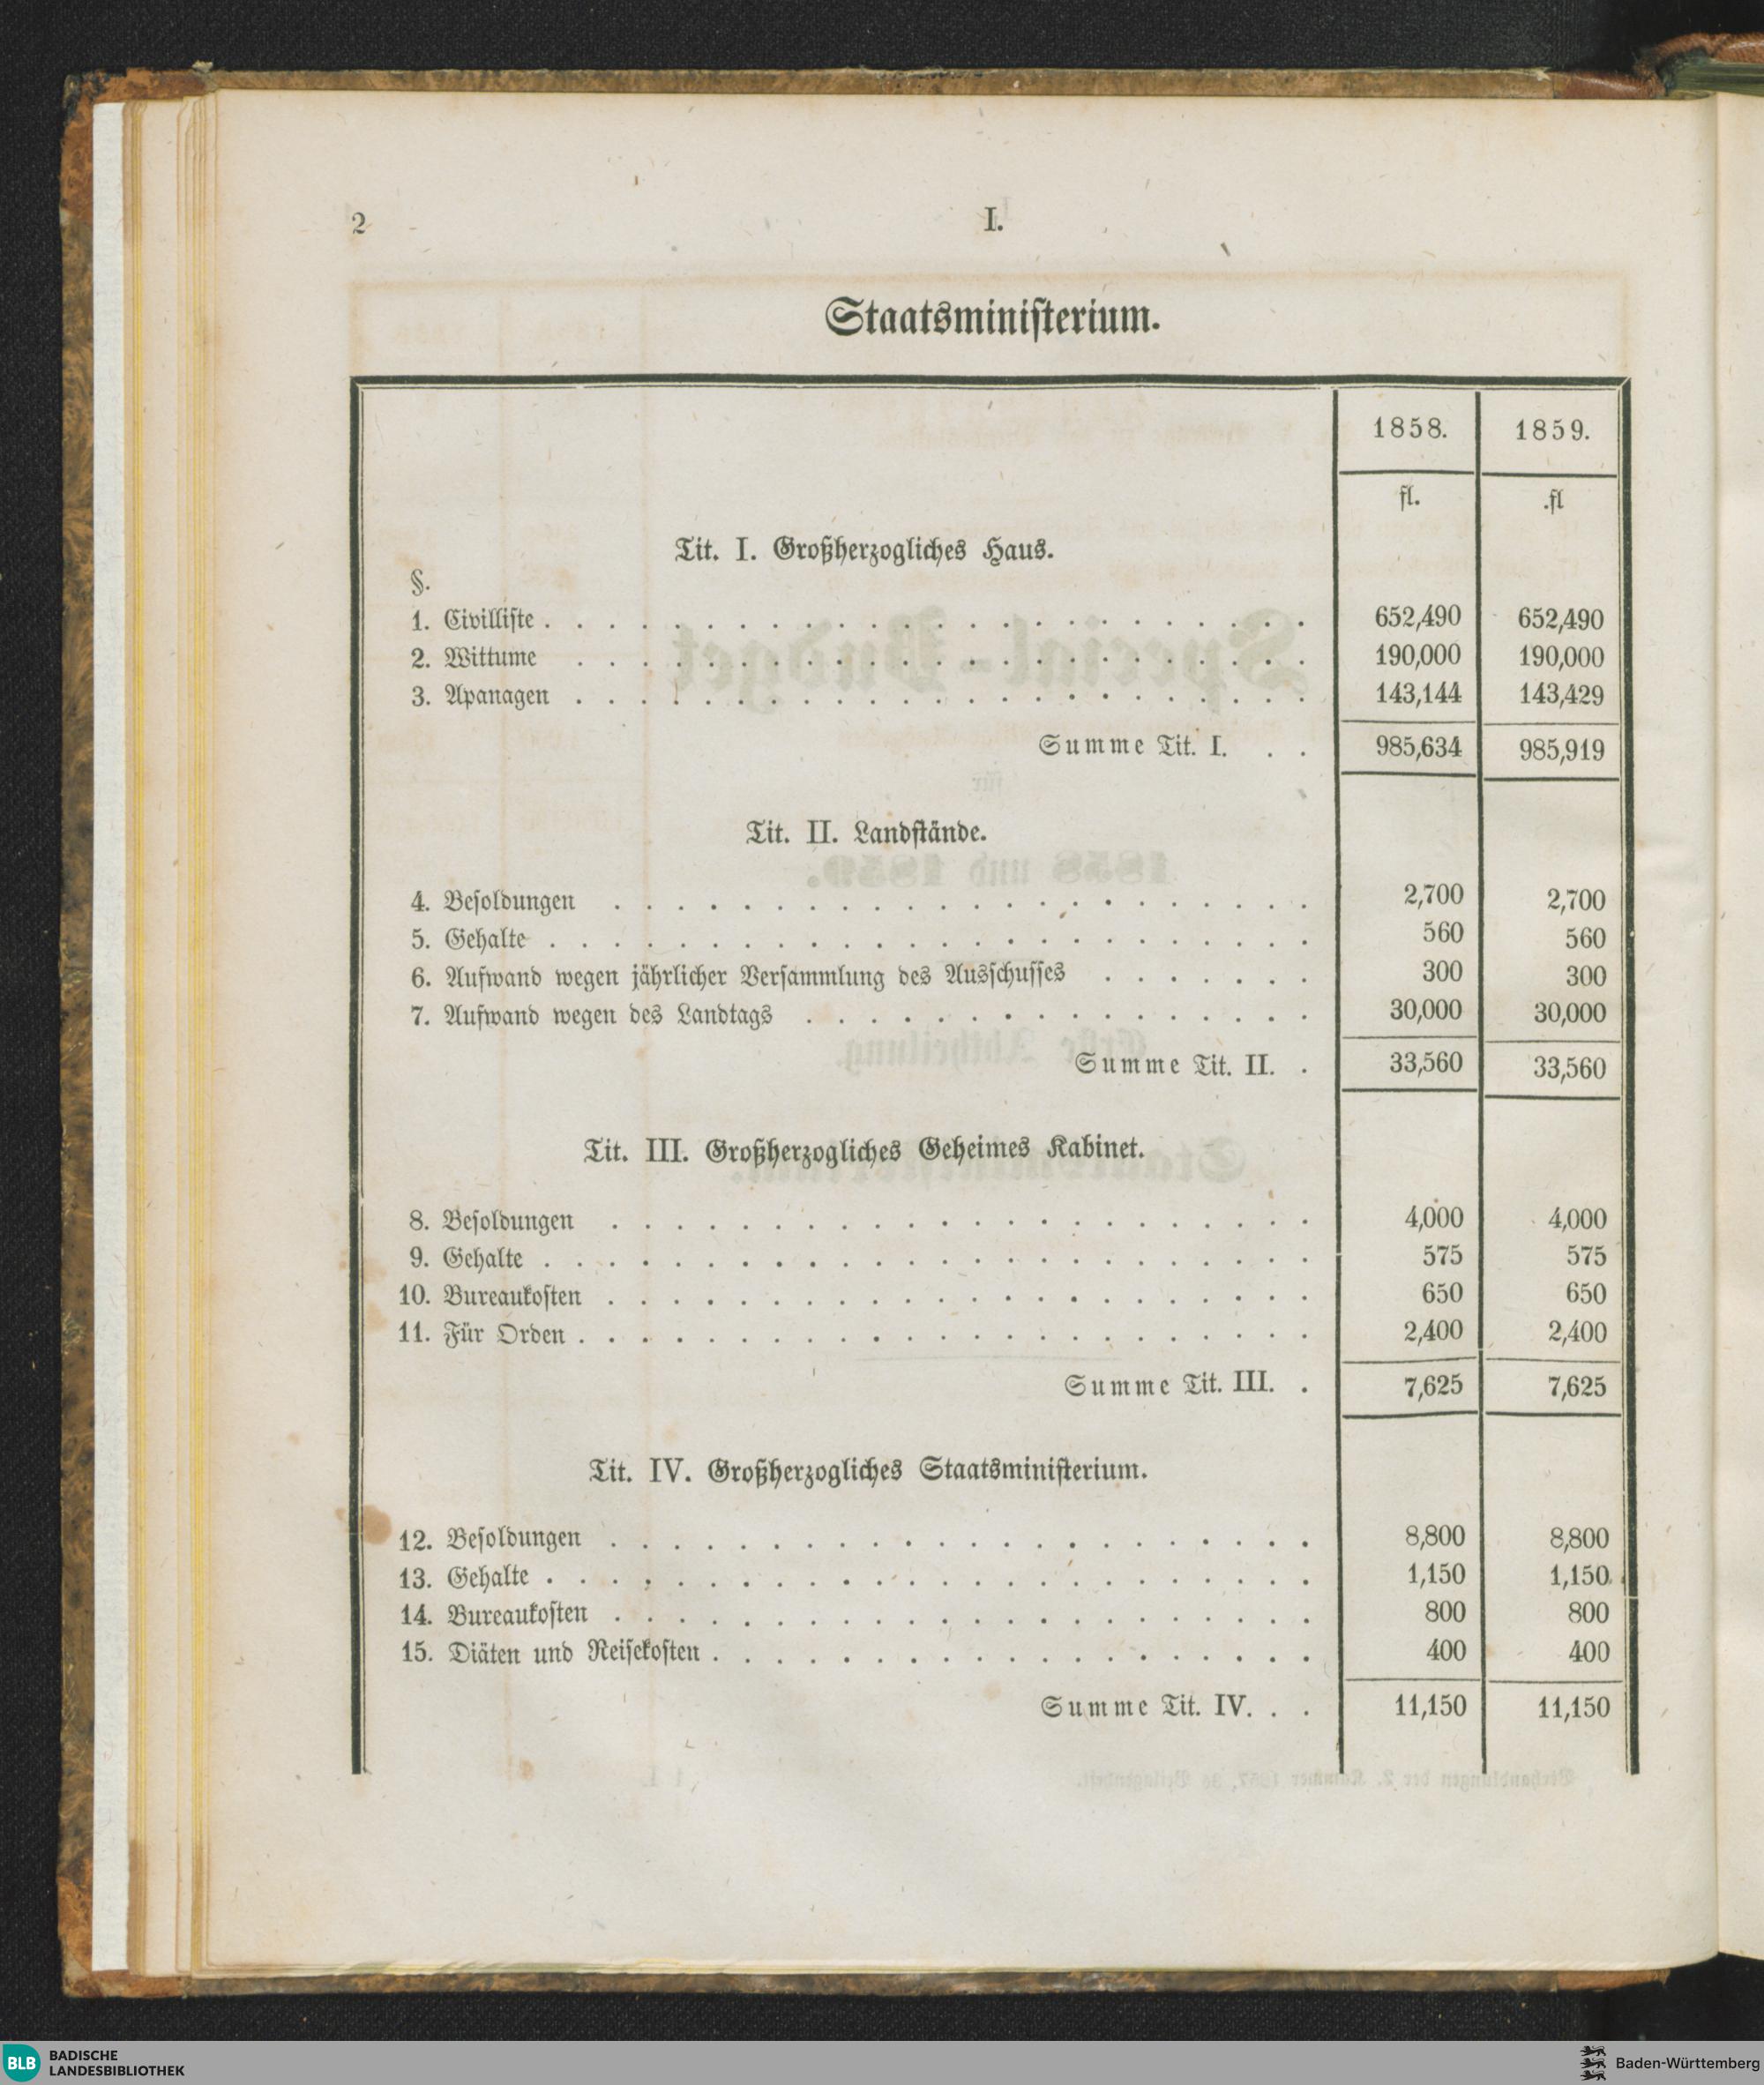 2
I.
Staatsministerium.
1858. 1859.
fl. .fl
Tit. I. Großherzogliches Haus.
§.
1. Civilliste . . . . . . . . . . . . . . . . . . . . . . . . 652,490 652,490
2. Wittume . . . . . . . . . . . . . . . . . . . . . . . 190,000 190,000
3. Apanagen . . . . . . . . . . . . . . . . . . . . . . . 143,144 143,429
Summe Tit. I. . . 985,634 985,919
Tit. II. Landstände.
4. Besoldungen . . . . . . . . . . . . . . . . . . . . . . 2,700 2,700
5. Gehalte . . . . . . . . . . . . . . . . . . . . . . . . 560 560
6. Aufwand wegen jährlicher Versammlung des Ausschusses . . . . . . . 300 300
7. Aufwand wegen des Landtags . . . . . . . . . . . . . . . . 30,000 30,000
Summe Tit. II. . 33,560 33,560
Tit. III. Großherzogliches Geheimes Kabinet.
8. Besoldungen . . . . . . . . . . . . . . . . . . . . . . 4,000 4,000
9. Gehalte . . . . . . . . . . . . . . . . . . . . . . . . 575 575
10. Bureaukosten . . . . . . . . . . . . . . . . . . . . . . 650 650
11. Für Orden . . . . . . . . . . . . . . . . . . . . . . . 2,400 2,400
Summe Tit. III. . 7,625 7,625
Tit. IV. Großherzogliches Staatsministerium.
12. Besoldungen . . . . . . . . . . . . . . . . . . . . . . 8,800 8,800
13. Gehalte . . . . . . . . . . . . . . . . . . . . . . . . 1,150 1,150
14. Bureaukosten . . . . . . . . . . . . . . . . . . . . . . 800 800
15. Diäten und Reisekosten . . . . . . . . . . . . . . . . . . . 400 400
Summe Tit. IV. . . 11,150 11,150
BLB BADISCHE
LANDESBIBLIOTHEK
Baden-Württemberg